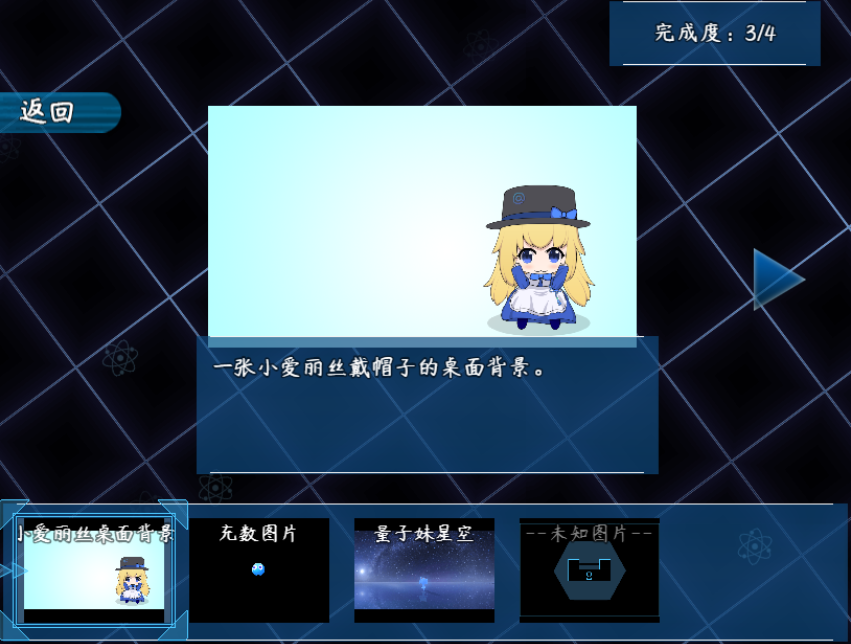 完成度：3/4
返回
@
一张小爱丽丝戴帽子的桌面背景。
小爱丽丝桌面背景
充数图片
量子妹星空
--未知图片--